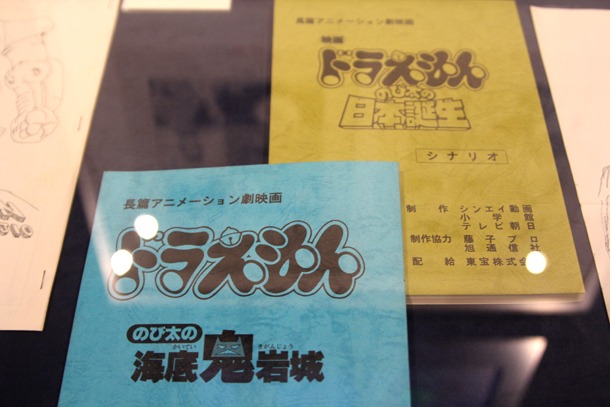 長篇アニメーション劇映画
映画
ドラえもん
のび太の
日本誕生
シナリオ
制作 シンエイ動画
小学館
テレビ朝日
制作協力 藤子プロ
旭通信社
配給 東宝株式会
長篇アニメーション劇映画
ドラえもん
のび太の
かいてい きがんじょう
海底鬼岩城